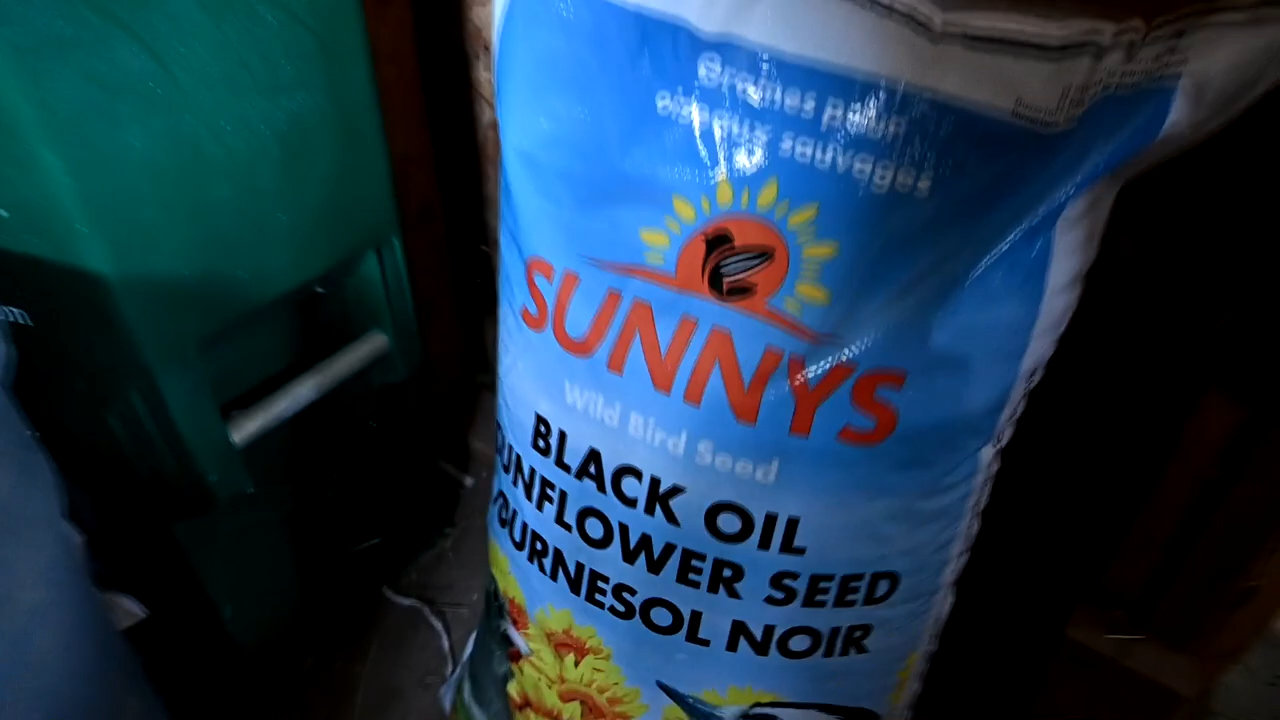 Graines pour
oiseaux sauvages
SUNNYS
Wild Bird Seed
BLACK OIL
SUNFLOWER SEED
TOURNESOL NOIR